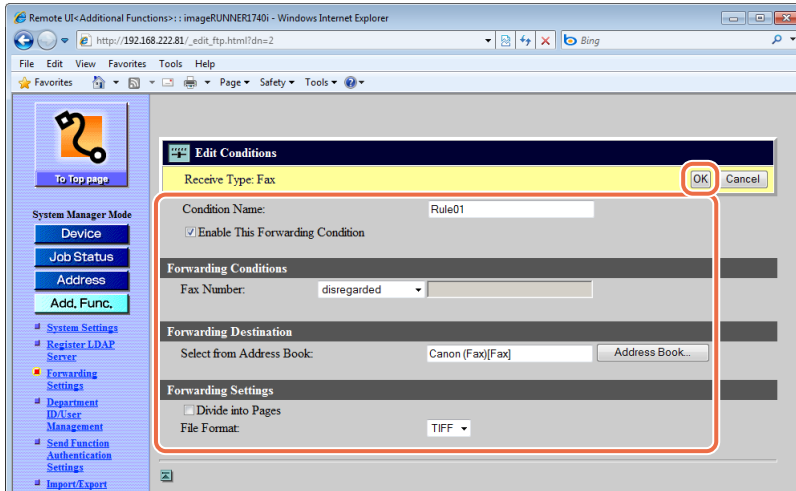 Remote UI<Additional Functions>: : imageRUNNER1740i - Windows Internet Explorer
http://192.168.222.81/_edit_ftp.html?dn=2
Bing
File Edit View Favorites Tools Help
Favorites Page Safety Tools
To Top page
System Manager Mode
Device
Job Status
Address
Add. Func.
System Settings
Register LDAP
Server
Forwarding
Settings
Department
ID/User
Management
Send Function
Authentication
Settings
Import/Export
Edit Conditions
Receive Type: Fax
OK Cancel
Condition Name: Rule01
Enable This Forwarding Condition
Forwarding Conditions
Fax Number: disregarded
Forwarding Destination
Select from Address Book: Canon (Fax)[Fax] Address Book...
Forwarding Settings
Divide into Pages
File Format: TIFF